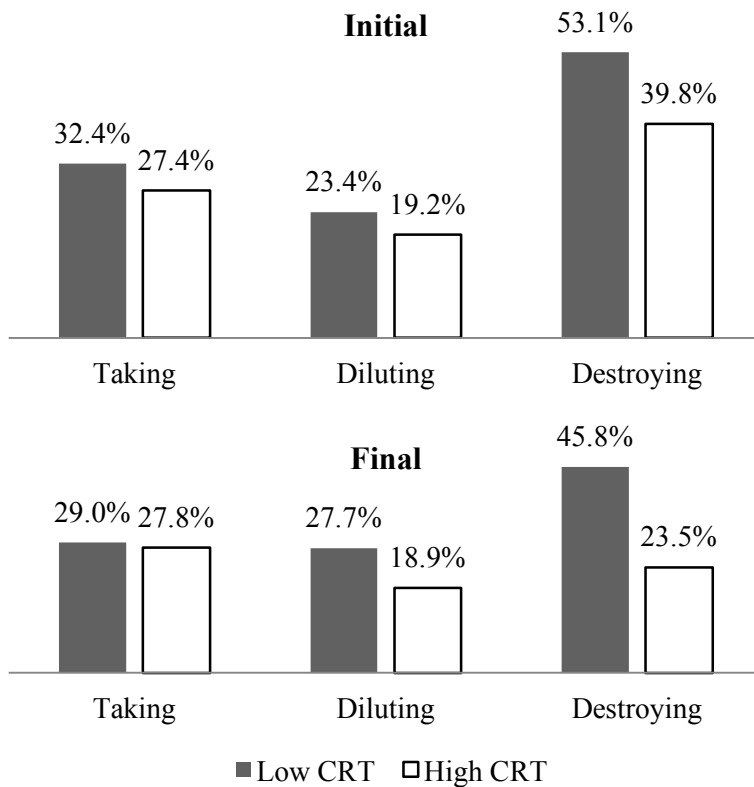 Initial
53.1%
39.8%
32.4%
27.4%
23.4%
19.2%
Taking Diluting Destroying
Final
45.8%
29.0% 27.8% 27.7%
18.9%
23.5%
Taking Diluting Destroying
Low CRT High CRT